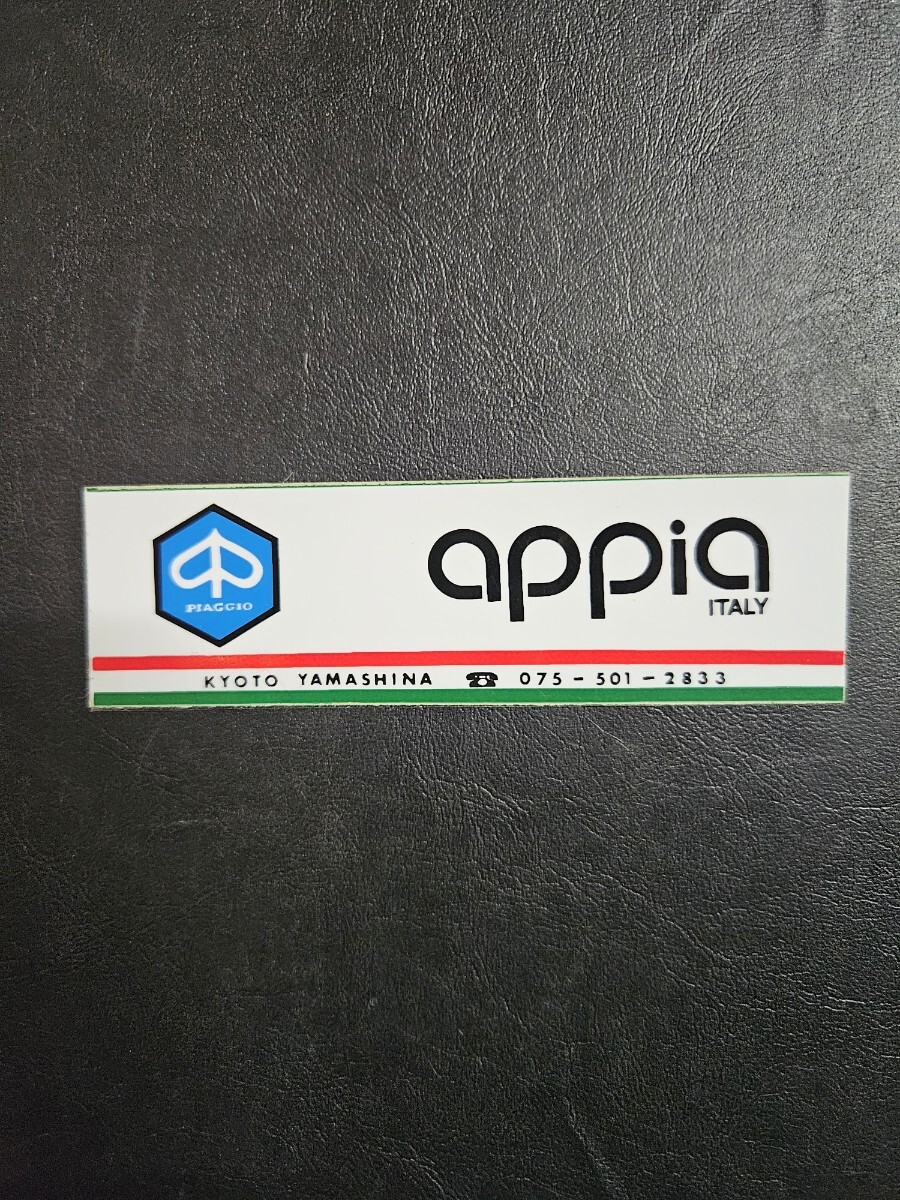 PIAGGIO
appia
ITALY
KYOTO YAMASHINA ☎ 075-501-2833